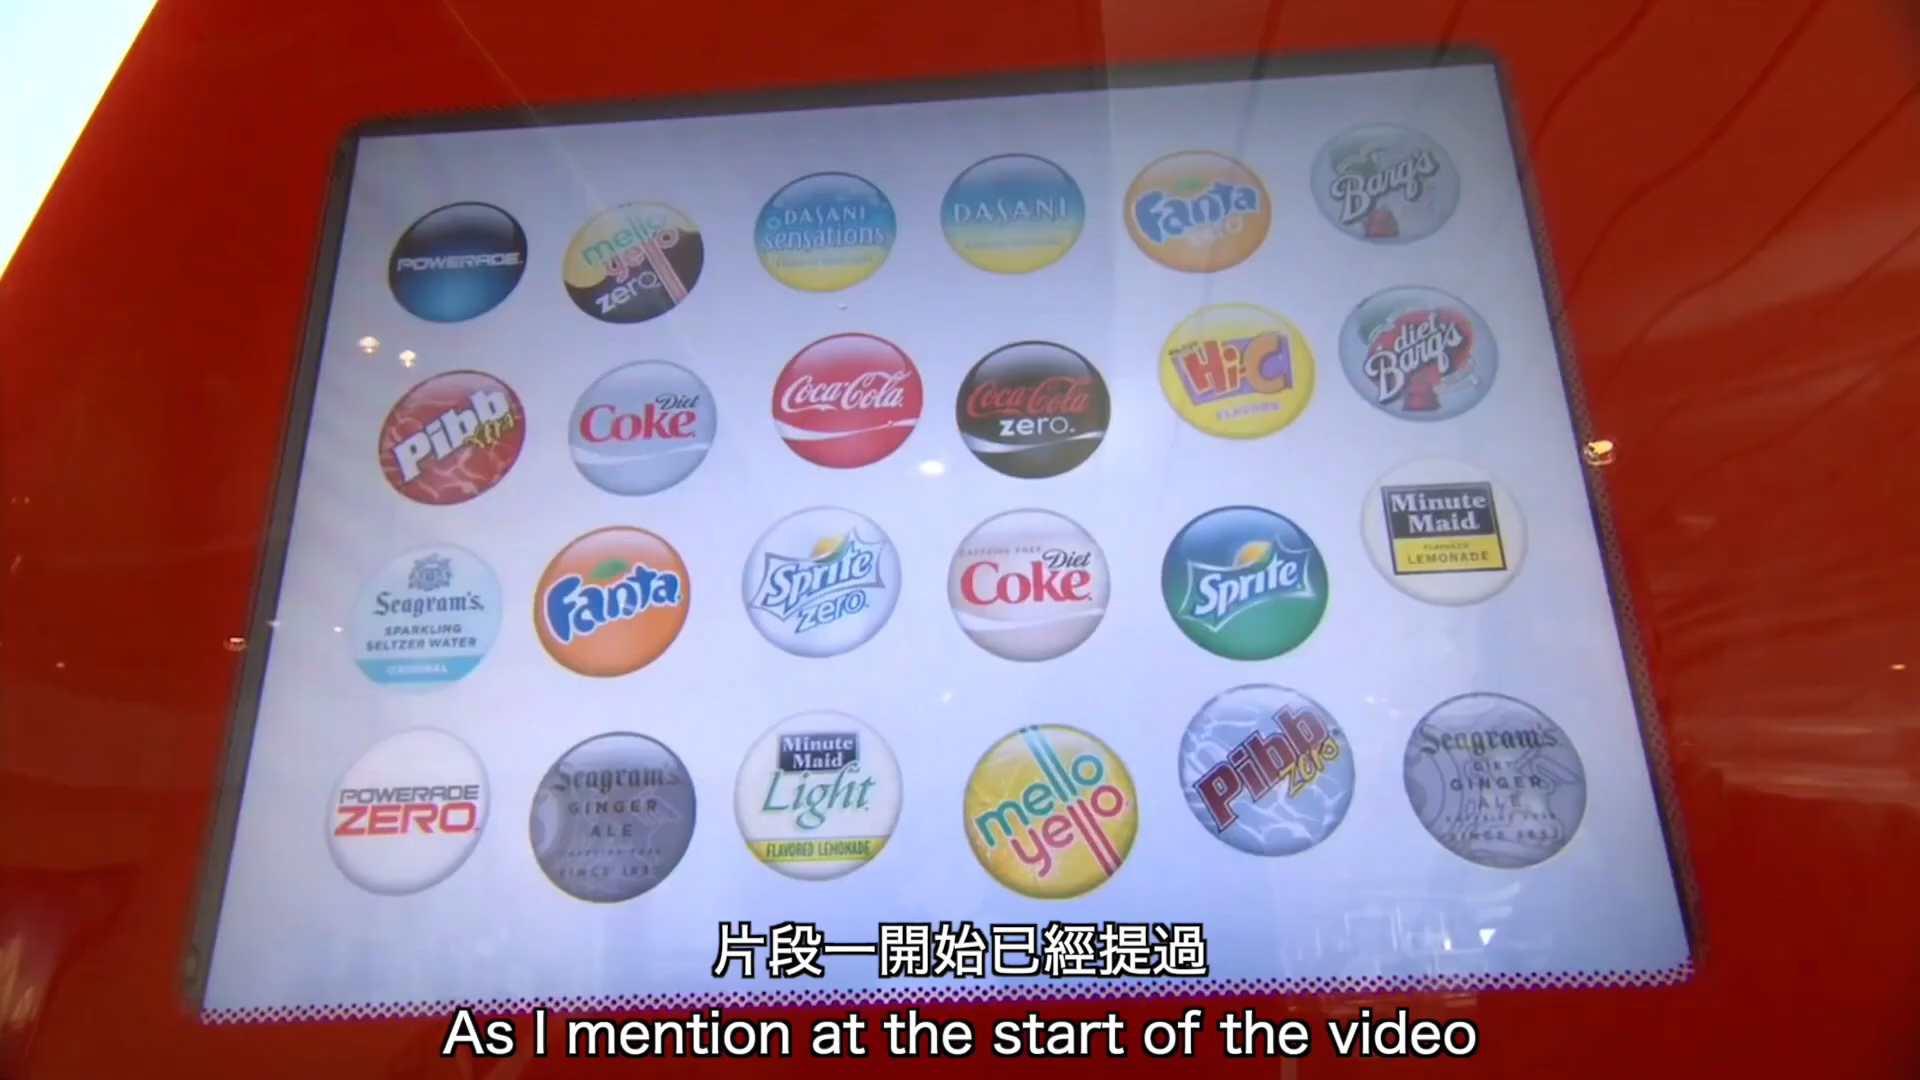 POWERADE
mello
yello
zero
DASANI
sensations
DASANI
Fanta
zero
Barq's
Pibb
Xtra
Diet
Coke
Coca-Cola
Coca-Cola
zero.
Hi-C
FLAVORS
diet
Barq's
Seagram's
SPARKLING
SELTZER WATER
ORIGINAL
Fanta
Sprite
zero
CAFFEINE FREE
Diet
Coke
Sprite
Minute
Maid
LEMONADE
POWERADE
ZERO
Seagram's
GINGER
ALE
Minute
Maid
Light
FLAVORED LEMONADE
mello
yello
Pibb
zero
Seagram's
DIET
GINGER
ALE
片段一開始已經提過
As I mention at the start of the video